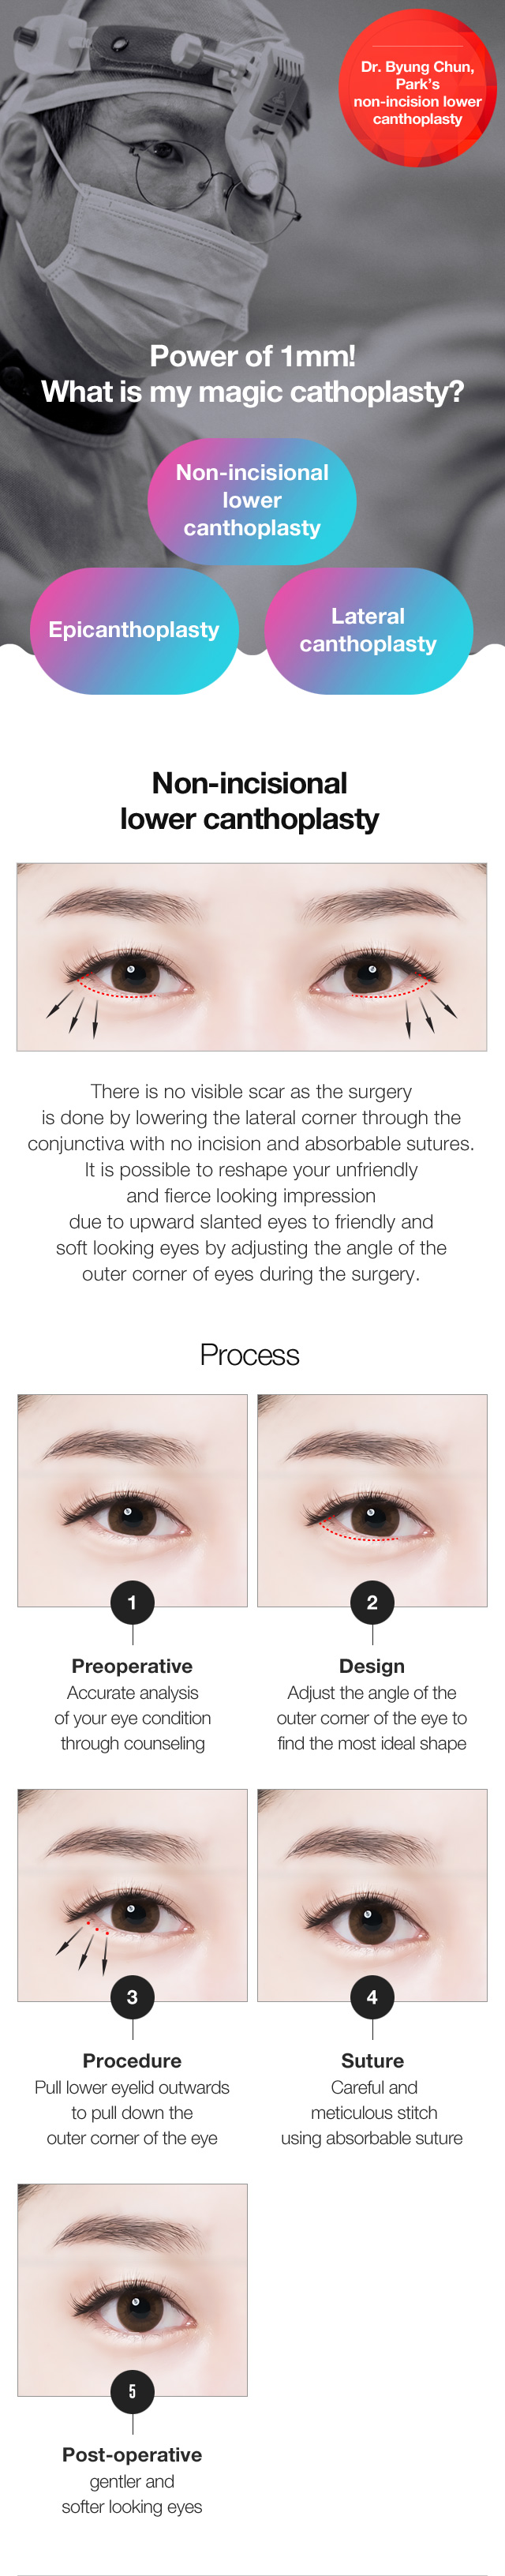 Dr. Byung Chun,
Park's
non-incision lower
canthoplasty
Power of 1mm!
What is my magic cathoplasty?
Non-incisional
lower
canthoplasty
Epicanthoplasty
Lateral
canthoplasty
Non-incisional
lower canthoplasty
There is no visible scar as the surgery
is done by lowering the lateral corner through the
conjunctiva with no incision and absorbable sutures.
It is possible to reshape your unfriendly
and fierce looking impression
due to upward slanted eyes to friendly and
soft looking eyes by adjusting the angle of the
outer corner of eyes during the surgery.
Process
1
Preoperative
Accurate analysis
of your eye condition
through counseling
2
Design
Adjust the angle of the
outer corner of the eye to
find the most ideal shape
3
Procedure
Pull lower eyelid outwards
to pull down the
outer corner of the eye
4
Suture
Careful and
meticulous stitch
using absorbable suture
5
Post-operative
gentler and
softer looking eyes